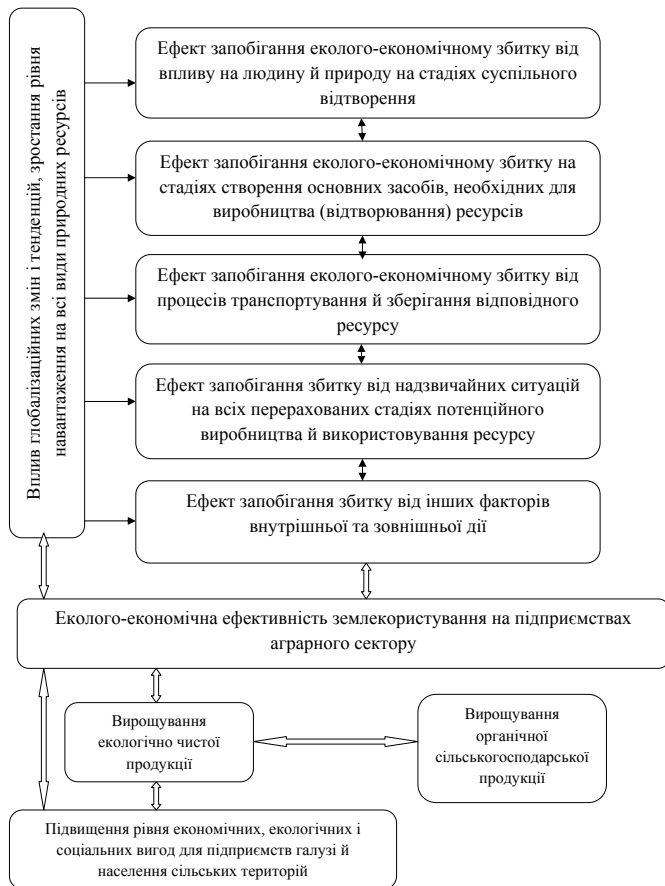 Вплив глобалізаційних змін і тенденцій, зростання рівня
навантаження на всі види природних ресурсів
Ефект запобігання еколого-економічному збитку від
впливу на людину й природу на стадіях суспільного
відтворення
Ефект запобігання еколого-економічному збитку на
стадіях створення основних засобів, необхідних для
виробництва (відтворювання) ресурсів
Ефект запобігання еколого-економічному збитку від
процесів транспортування й зберігання відповідного
ресурсу
Ефект запобігання збитку від надзвичайних ситуацій
на всіх перерахованих стадіях потенційного
виробництва й використовування ресурсу
Ефект запобігання збитку від інших факторів
внутрішньої та зовнішньої дії
Еколого-економічна ефективність землекористування на підприємствах
аграрного сектору
Вирощування
екологічно чистої
продукції
Вирощування
органічної
сільськогосподарської
продукції
Підвищення рівня економічних, екологічних і
соціальних вигод для підприємств галузі й
населення сільських територій